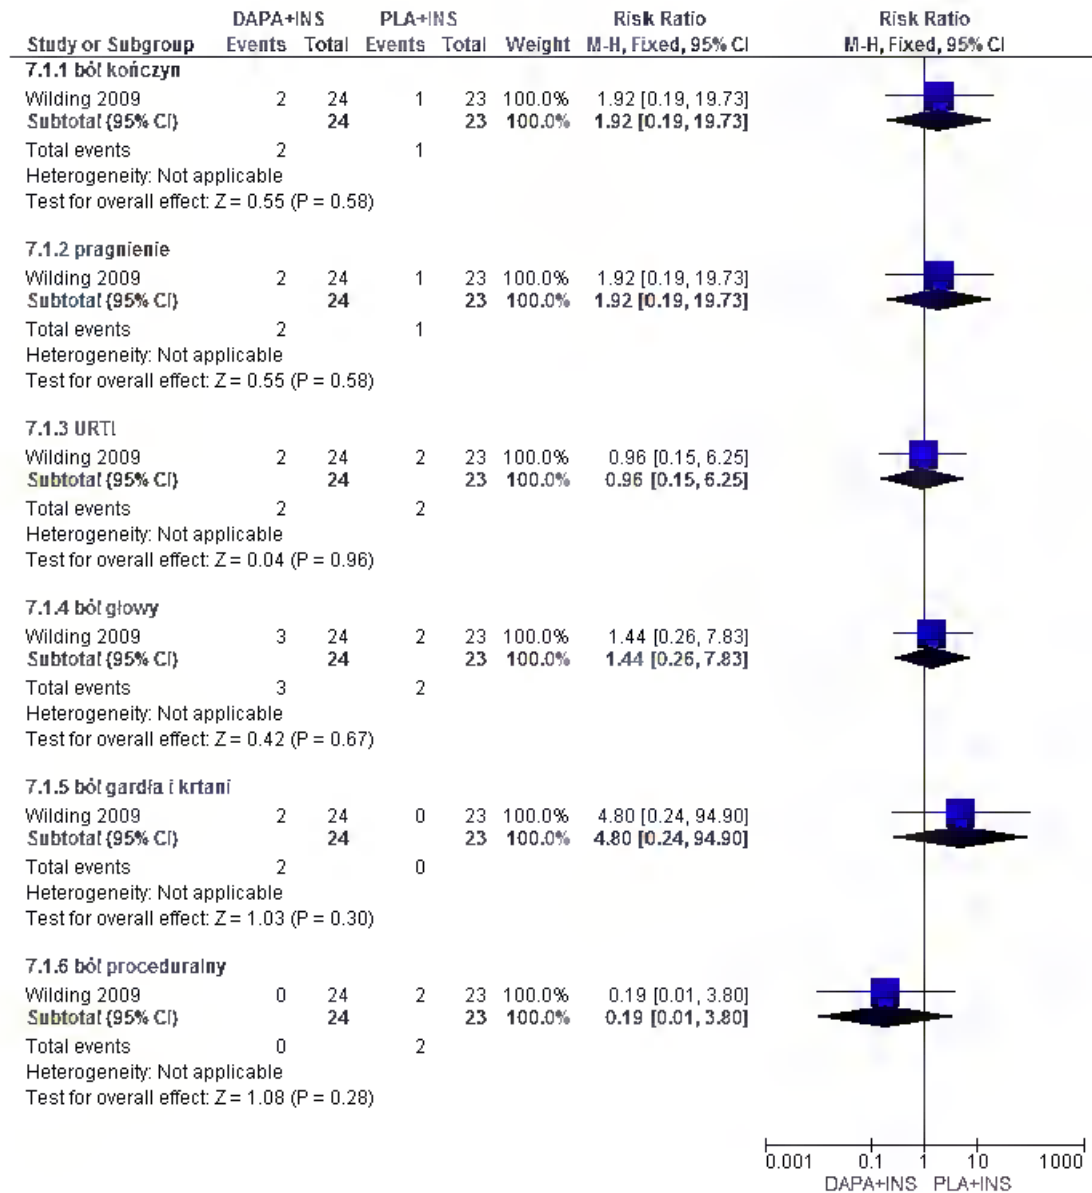 DAPA+INS PLA+INS Risk Ratio Risk Ratio
Study or Subgroup Events Total Events Total Weight M-H, Fixed, 95% CI M-H, Fixed, 95% CI
7.1.1 ból kończyn
Wilding 2009 2 24 1 23 100.0% 1.92 [0.19, 19.73]
Subtotal (95% CI) 24 23 100.0% 1.92 [0.19, 19.73]
Total events 2 1
Heterogeneity: Not applicable
Test for overall effect: Z = 0.55 (P = 0.58)
7.1.2 pragnienie
Wilding 2009 2 24 1 23 100.0% 1.92 [0.19, 19.73]
Subtotal (95% CI) 24 23 100.0% 1.92 [0.19, 19.73]
Total events 2 1
Heterogeneity: Not applicable
Test for overall effect: Z = 0.55 (P = 0.58)
7.1.3 URTI
Wilding 2009 2 24 2 23 100.0% 0.96 [0.15, 6.25]
Subtotal (95% CI) 24 23 100.0% 0.96 [0.15, 6.25]
Total events 2 2
Heterogeneity: Not applicable
Test for overall effect: Z = 0.04 (P = 0.96)
7.1.4 ból głowy
Wilding 2009 3 24 2 23 100.0% 1.44 [0.26, 7.83]
Subtotal (95% CI) 24 23 100.0% 1.44 [0.26, 7.83]
Total events 3 2
Heterogeneity: Not applicable
Test for overall effect: Z = 0.42 (P = 0.67)
7.1.5 ból gardła i krtani
Wilding 2009 2 24 0 23 100.0% 4.80 [0.24, 94.90]
Subtotal (95% CI) 24 23 100.0% 4.80 [0.24, 94.90]
Total events 2 0
Heterogeneity: Not applicable
Test for overall effect: Z = 1.03 (P = 0.30)
7.1.6 ból proceduralny
Wilding 2009 0 24 2 23 100.0% 0.19 [0.01, 3.80]
Subtotal (95% CI) 24 23 100.0% 0.19 [0.01, 3.80]
Total events 0 2
Heterogeneity: Not applicable
Test for overall effect: Z = 1.08 (P = 0.28)
0.001 0.1 1 10 1000
DAPA+INS PLA+INS